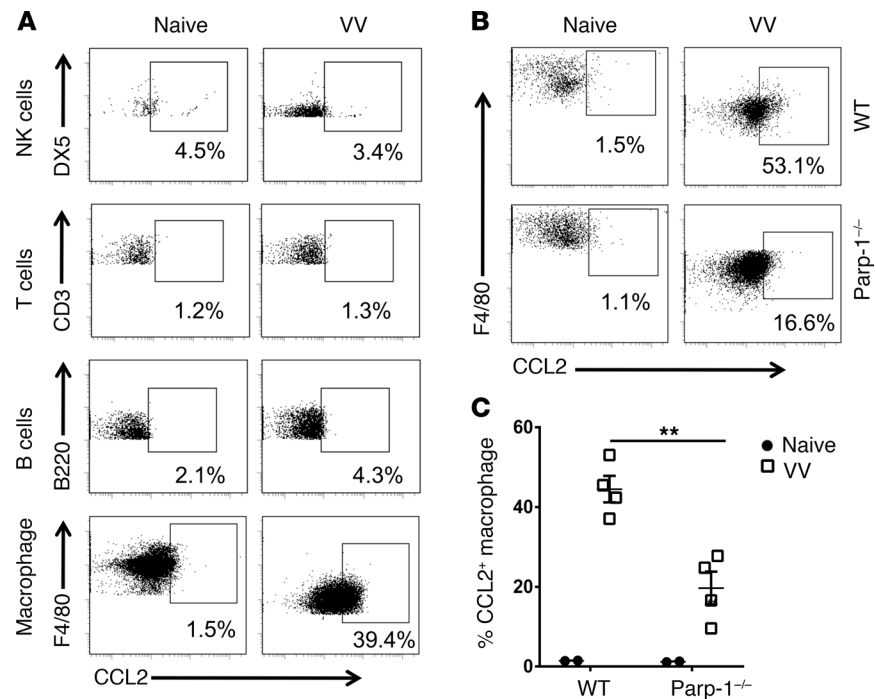 A
Naive
VV
NK cells
DX5
4.5%
3.4%
T cells
CD3
1.2%
1.3%
B cells
B220
2.1%
4.3%
Macrophage
F4/80
1.5%
39.4%
CCL2
B
Naive
VV
WT
1.5%
53.1%
Parp-1⁻/⁻
F4/80
1.1%
16.6%
CCL2
C
% CCL2⁺ macrophage
60
40
20
0
**
Naive
VV
WT
Parp-1⁻/⁻